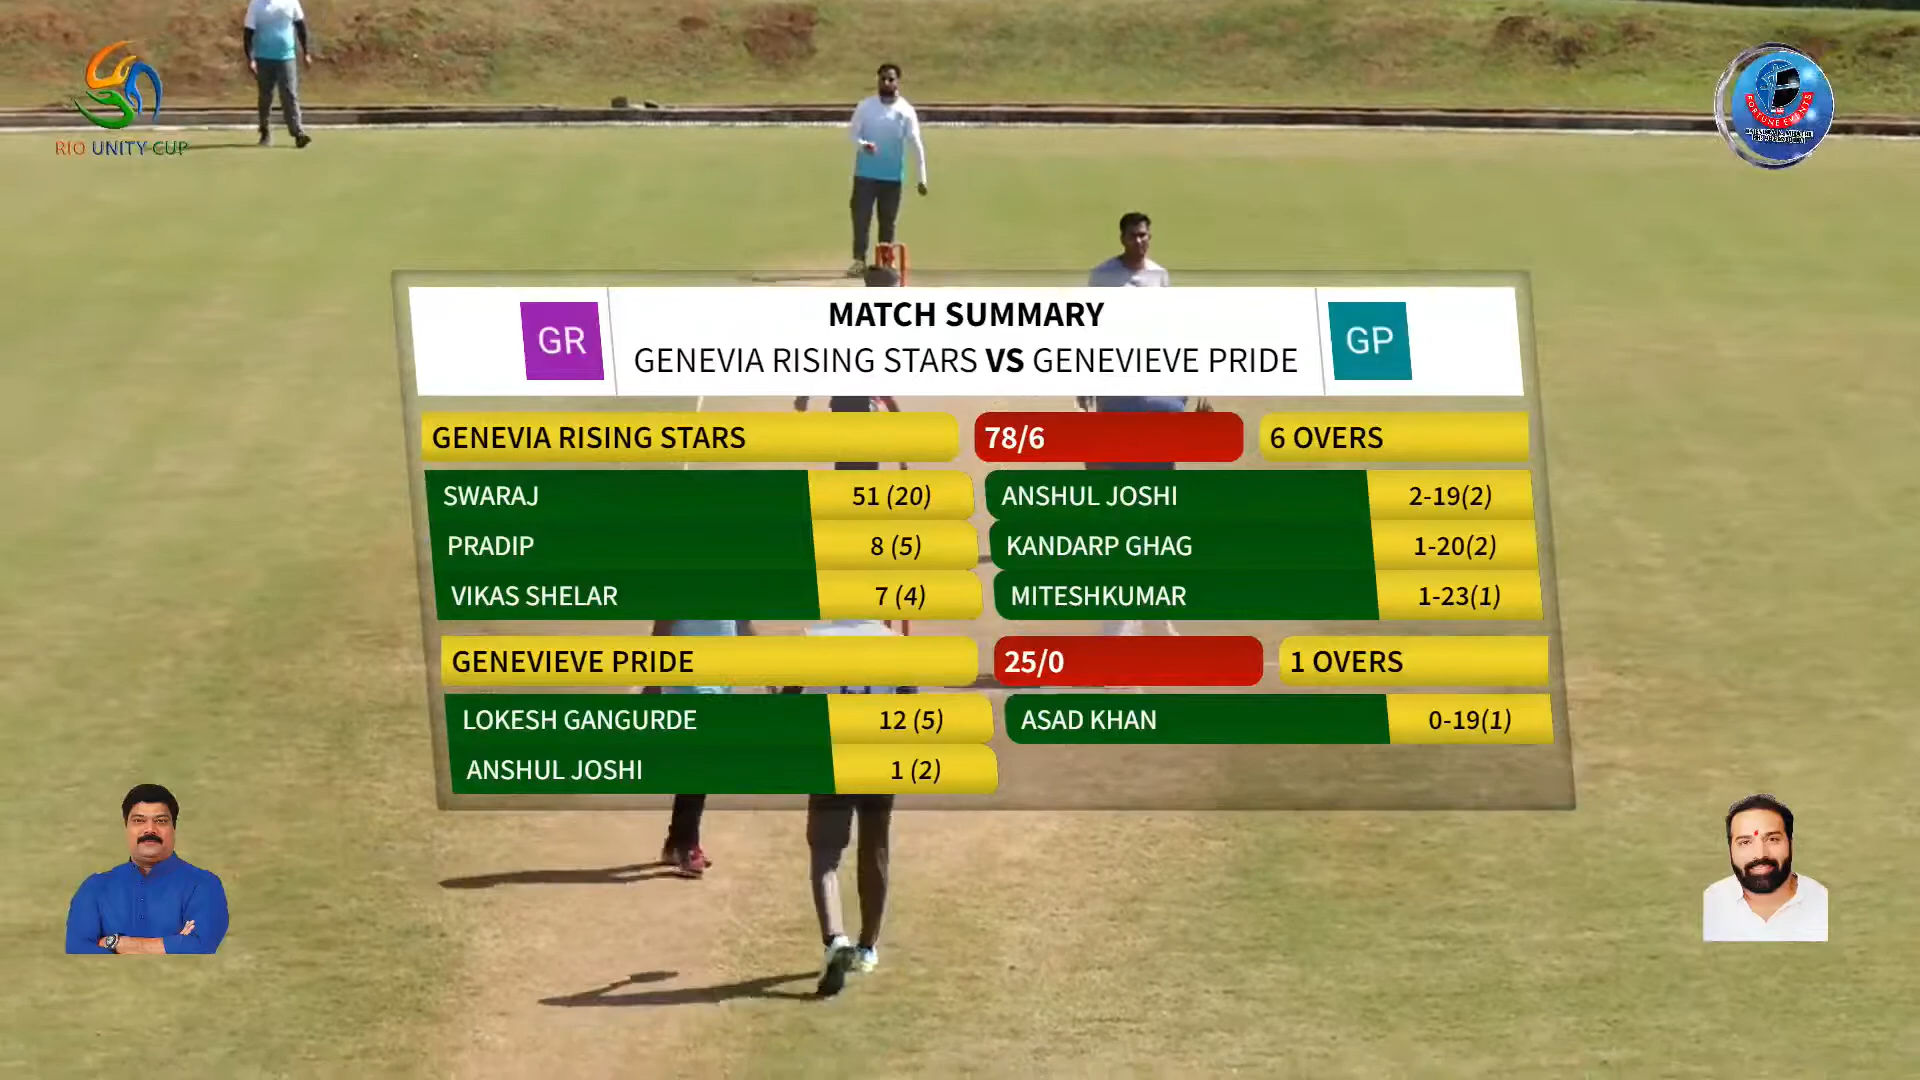 RIO UNITY CUP
FORTUNE EVENTS
MATCH SUMMARY
GR
GENEVIA RISING STARS VS GENEVIEVE PRIDE
GP
GENEVIA RISING STARS 78/6 6 OVERS
SWARAJ 51 (20) ANSHUL JOSHI 2-19(2)
PRADIP 8 (5) KANDARP GHAG 1-20(2)
VIKAS SHELAR 7 (4) MITESHKUMAR 1-23(1)
GENEVIEVE PRIDE 25/0 1 OVERS
LOKESH GANGURDE 12 (5) ASAD KHAN 0-19(1)
ANSHUL JOSHI 1 (2)